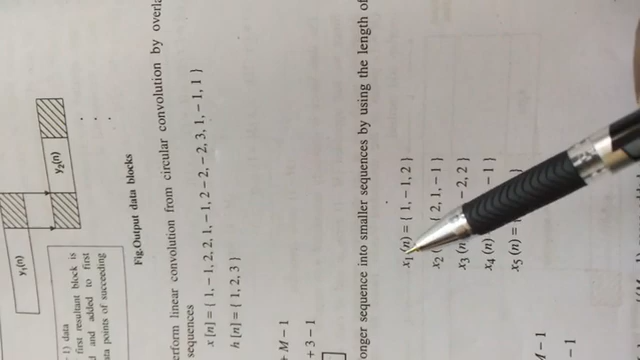 y₁(n)
y₂(n)
1) data
first resultant block is
and added to first
ata points of succeeding
Fig.Output data blocks
erform linear convolution from circular convolution by overla
sequences
x [n] = { 1, − 1, 2, 2, 1, − 1, 2 − 2, − 2, 3, 1, − 1, 1 }
h [n] = { 1, 2, 3 }
+ M − 1
+ 3 − 1
onger sequence into smaller sequences by using the length of
x₁ (n) = { 1, − 1, 2 }
x₂ ( { 2, 1, − 1 }
x₃ (n) − 2, 2 }
x₄ (n) − 1 }
x₅ (n) = }
M − 1
− 1